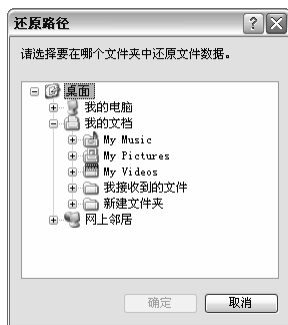 还原路径
请选择要在哪个文件夹中还原文件数据。
桌面
我的电脑
我的文档
My Music
My Pictures
My Videos
我接收到的文件
新建文件夹
网上邻居
确定
取消